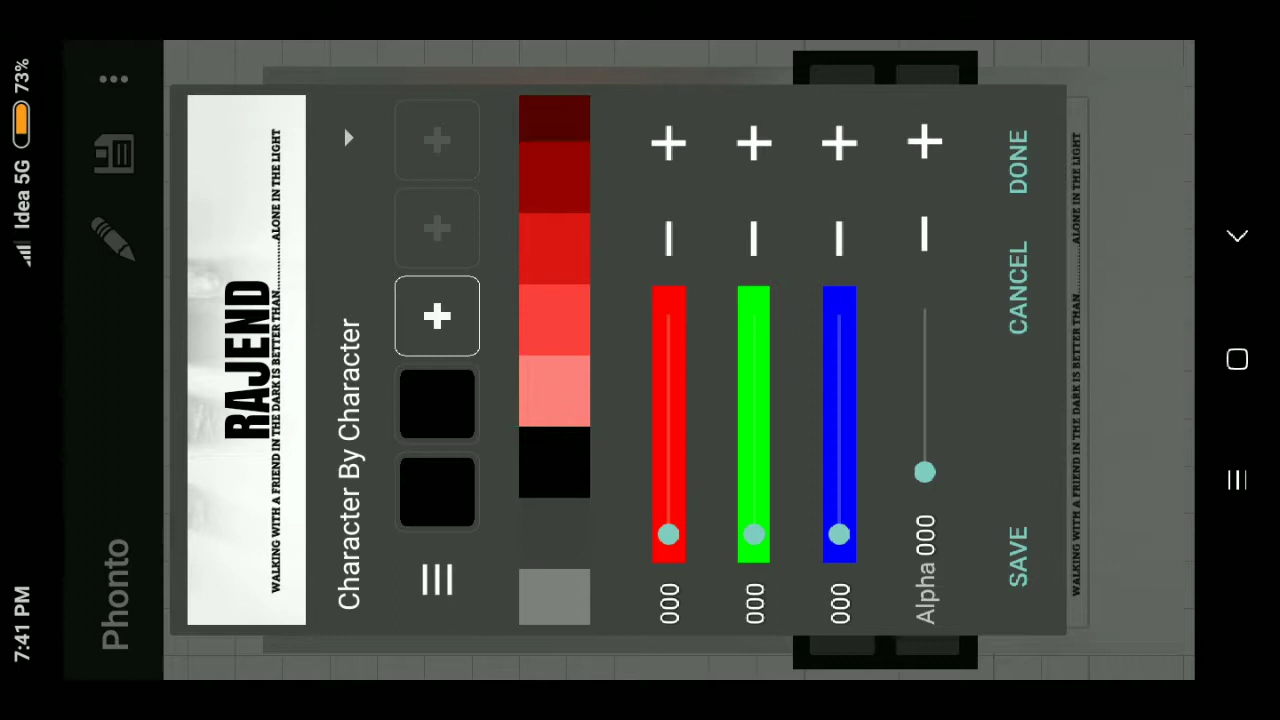 7:41 PM
Idea 5G
73%
Phonto
RAJEND
WALKING WITH A FRIEND IN THE DARK IS BETTER THAN...............ALONE IN THE LIGHT
Character By Character
000
000
000
Alpha 000
SAVE
CANCEL
DONE
WALKING WITH A FRIEND IN THE DARK IS BETTER THAN...............ALONE IN THE LIGHT